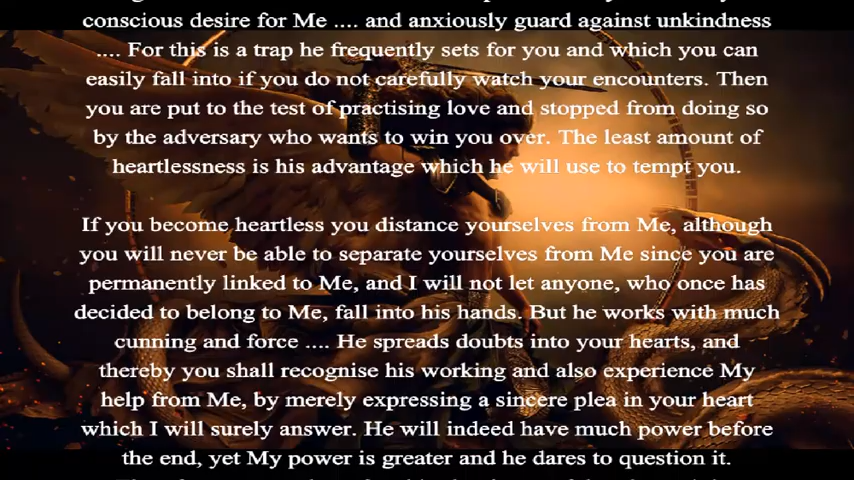 conscious desire for Me .... and anxiously guard against unkindness
.... For this is a trap he frequently sets for you and which you can
easily fall into if you do not carefully watch your encounters. Then
you are put to the test of practising love and stopped from doing so
by the adversary who wants to win you over. The least amount of
heartlessness is his advantage which he will use to tempt you.
If you become heartless you distance yourselves from Me, although
you will never be able to separate yourselves from Me since you are
permanently linked to Me, and I will not let anyone, who once has
decided to belong to Me, fall into his hands. But he works with much
cunning and force .... He spreads doubts into your hearts, and
thereby you shall recognise his working and also experience My
help from Me, by merely expressing a sincere plea in your heart
which I will surely answer. He will indeed have much power before
the end, yet My power is greater and he dares to question it.